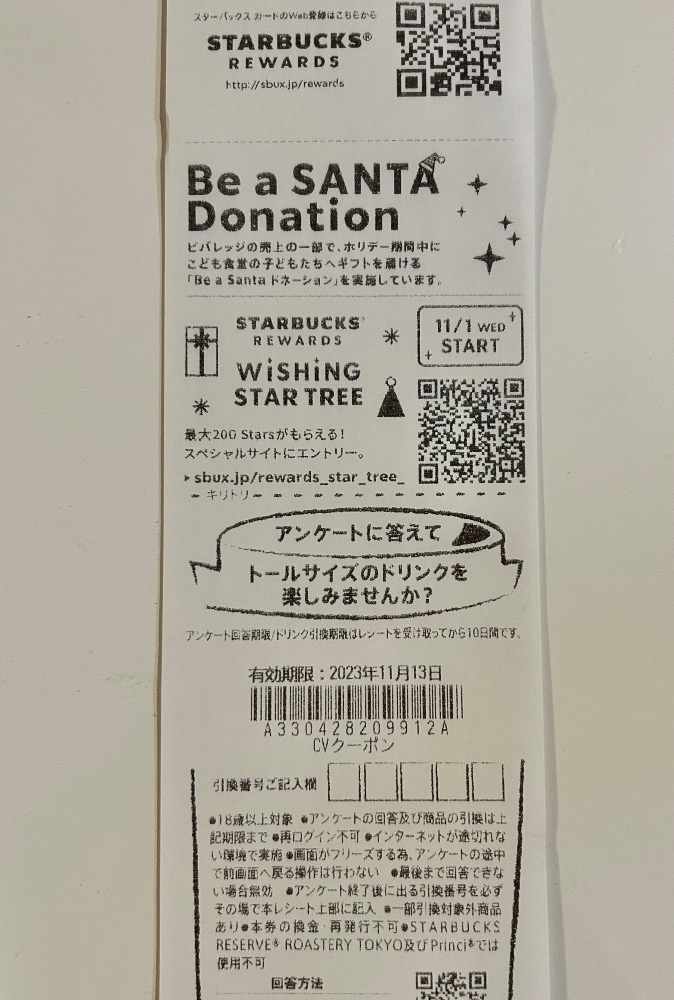 スターバックス カードのWeb登録はこちらから
STARBUCKS®
REWARDS
http://sbux.jp/rewards
Be a SANTA
Donation
ビバレッジの売上の一部で、ホリデー期間中に
こども食堂の子どもたちへギフトを届ける
「Be a Santa ドネーション」を実施しています。
STARBUCKS®
REWARDS
WiSHiNG
STAR TREE
11/1 WED
START
最大200 Starsがもらえる!
スペシャルサイトにエントリー。
▶ sbux.jp/rewards_star_tree_
キリトリ
アンケートに答えて
トールサイズのドリンクを
楽しみませんか?
アンケート回答期限/ドリンク引換期限はレシートを受け取ってから10日間です。
有効期限:2023年11月13日
A330428209912A
CVクーポン
引換番号ご記入欄
●18歳以上対象 ●アンケートの回答及び商品の引換は上
記期限まで ●再ログイン不可 ●インターネットが途切れな
い環境で実施 ●画面がフリーズする為、アンケートの途中
で前画面へ戻る操作は行わない ●最後まで回答できな
い場合無効 ●アンケート終了後に出る引換番号を必ず
その場で本レシート上部に記入 ●一部引換対象外商品
あり●本券の換金・再発行不可●STARBUCKS
RESERVE® ROASTERY TOKYO及びPrinci®では
使用不可
回答方法